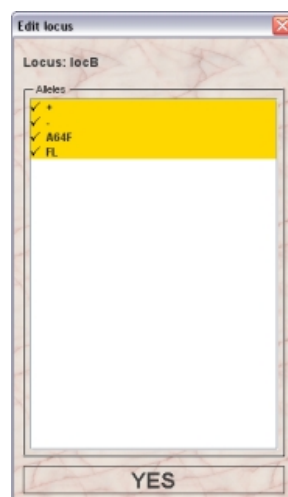 Edit locus
Locus: locB
Alleles
✓ +
✓ -
✓ A64F
✓ FL
YES